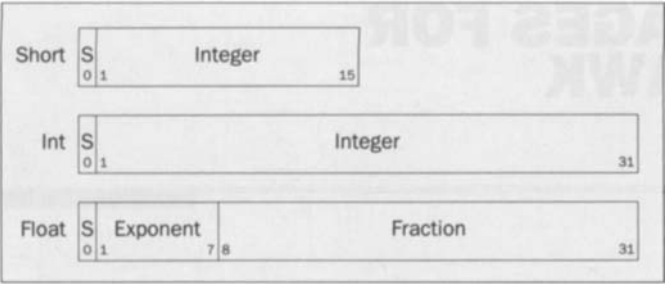 Short S Integer
0 1 15
Int S Integer
0 1 31
Float S Exponent Fraction
0 1 7 8 31